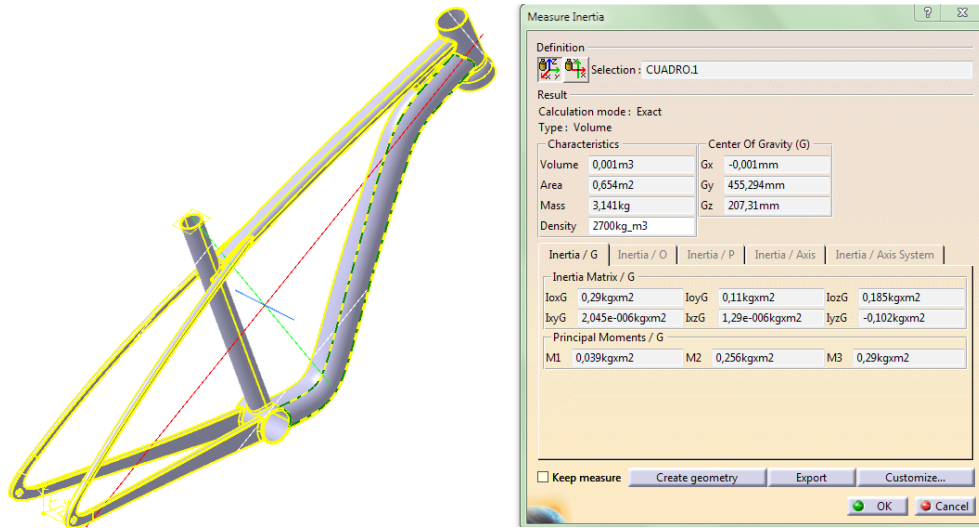 Measure Inertia
Definition
Selection : CUADRO.1
Result
Calculation mode : Exact
Type : Volume
Characteristics Center Of Gravity (G)
Volume 0,001m3 Gx -0,001mm
Area 0,654m2 Gy 455,294mm
Mass 3,141kg Gz 207,31mm
Density 2700kg_m3
Inertia / G Inertia / O Inertia / P Inertia / Axis Inertia / Axis System
Inertia Matrix / G
IoxG 0,29kgxm2 IoyG 0,11kgxm2 IozG 0,185kgxm2
IxyG 2,045e-006kgxm2 IxzG 1,29e-006kgxm2 IyzG -0,102kgxm2
Principal Moments / G
M1 0,039kgxm2 M2 0,256kgxm2 M3 0,29kgxm2
Keep measure Create geometry Export Customize...
OK Cancel